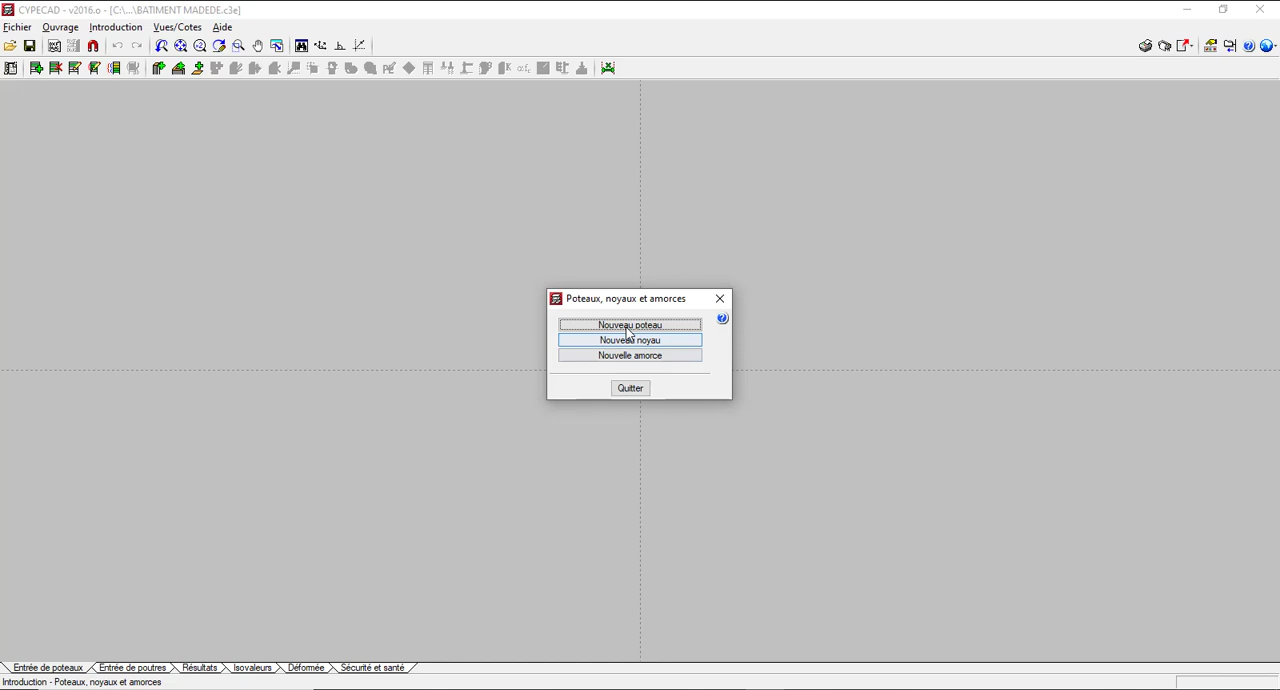 CYPECAD - v2016.o - [C:\...\BATIMENT MADEDE.c3e]
Fichier Ouvrage Introduction Vues/Cotes Aide
Poteaux, noyaux et amorces
Nouveau poteau
Nouveau noyau
Nouvelle amorce
Quitter
Entrée de poteaux Entrée de poutres Résultats Isovaleurs Déformée Sécurité et santé
Introduction - Poteaux, noyaux et amorces